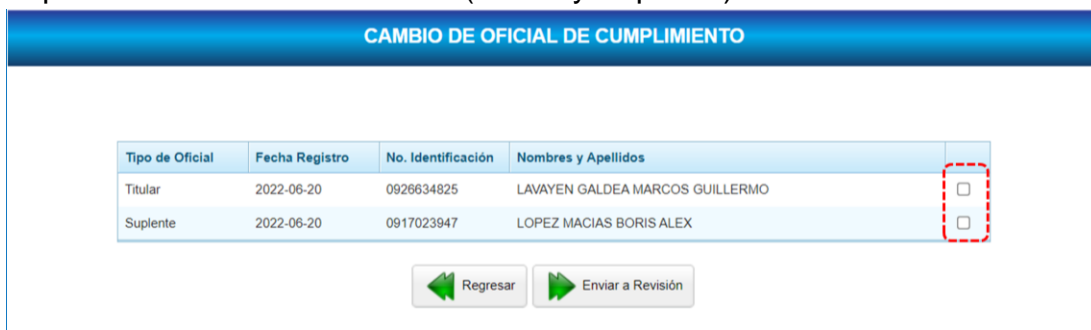 CAMBIO DE OFICIAL DE CUMPLIMIENTO
Tipo de Oficial Fecha Registro No. Identificación Nombres y Apellidos
Titular 2022-06-20 0926634825 LAVAYEN GALDEA MARCOS GUILLERMO
Suplente 2022-06-20 0917023947 LOPEZ MACIAS BORIS ALEX
Regresar Enviar a Revisión